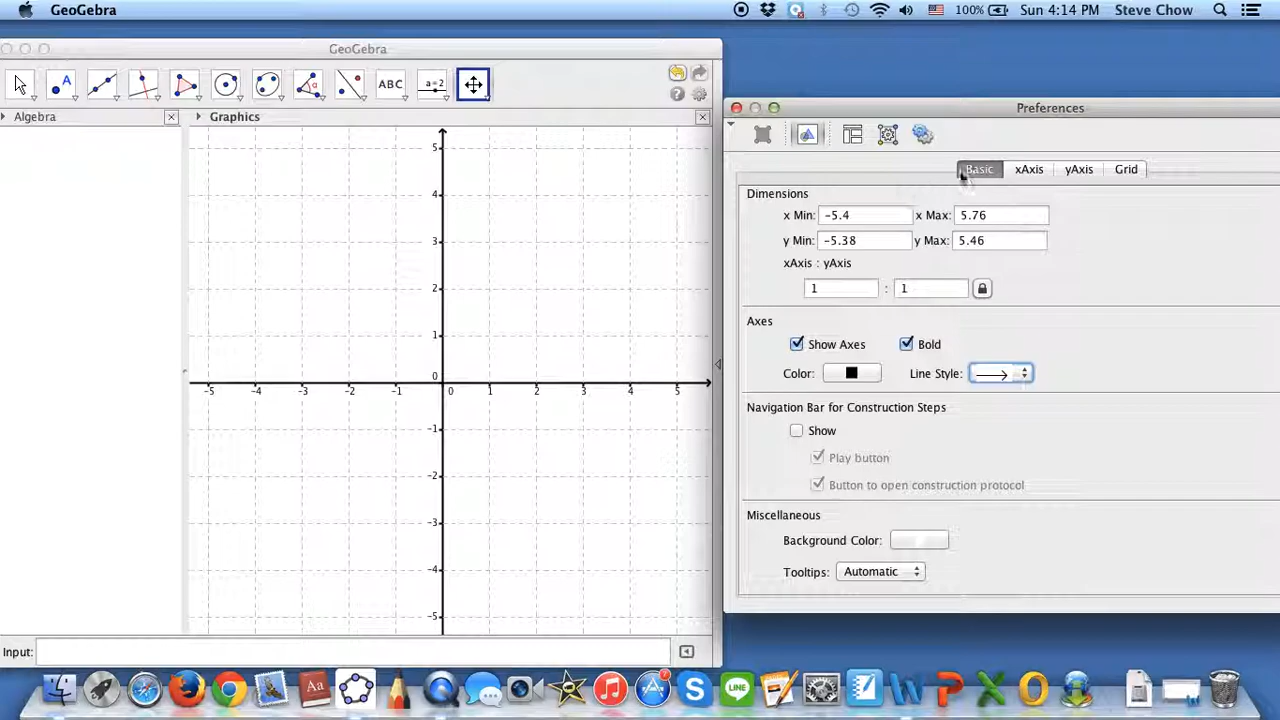 GeoGebra
100%
Sun 4:14 PM
Steve Chow
GeoGebra
ABC
a=2
Algebra
Graphics
5
4
3
2
1
0
-5 -4 -3 -2 -1 0 1 2 3 4 5
-1
-2
-3
-4
-5
Input:
Preferences
Basic xAxis yAxis Grid
Dimensions
x Min: -5.4 x Max: 5.76
y Min: -5.38 y Max: 5.46
xAxis : yAxis
1 : 1
Axes
Show Axes Bold
Color: Line Style:
Navigation Bar for Construction Steps
Show
Play button
Button to open construction protocol
Miscellaneous
Background Color:
Tooltips: Automatic
Aa
LINE